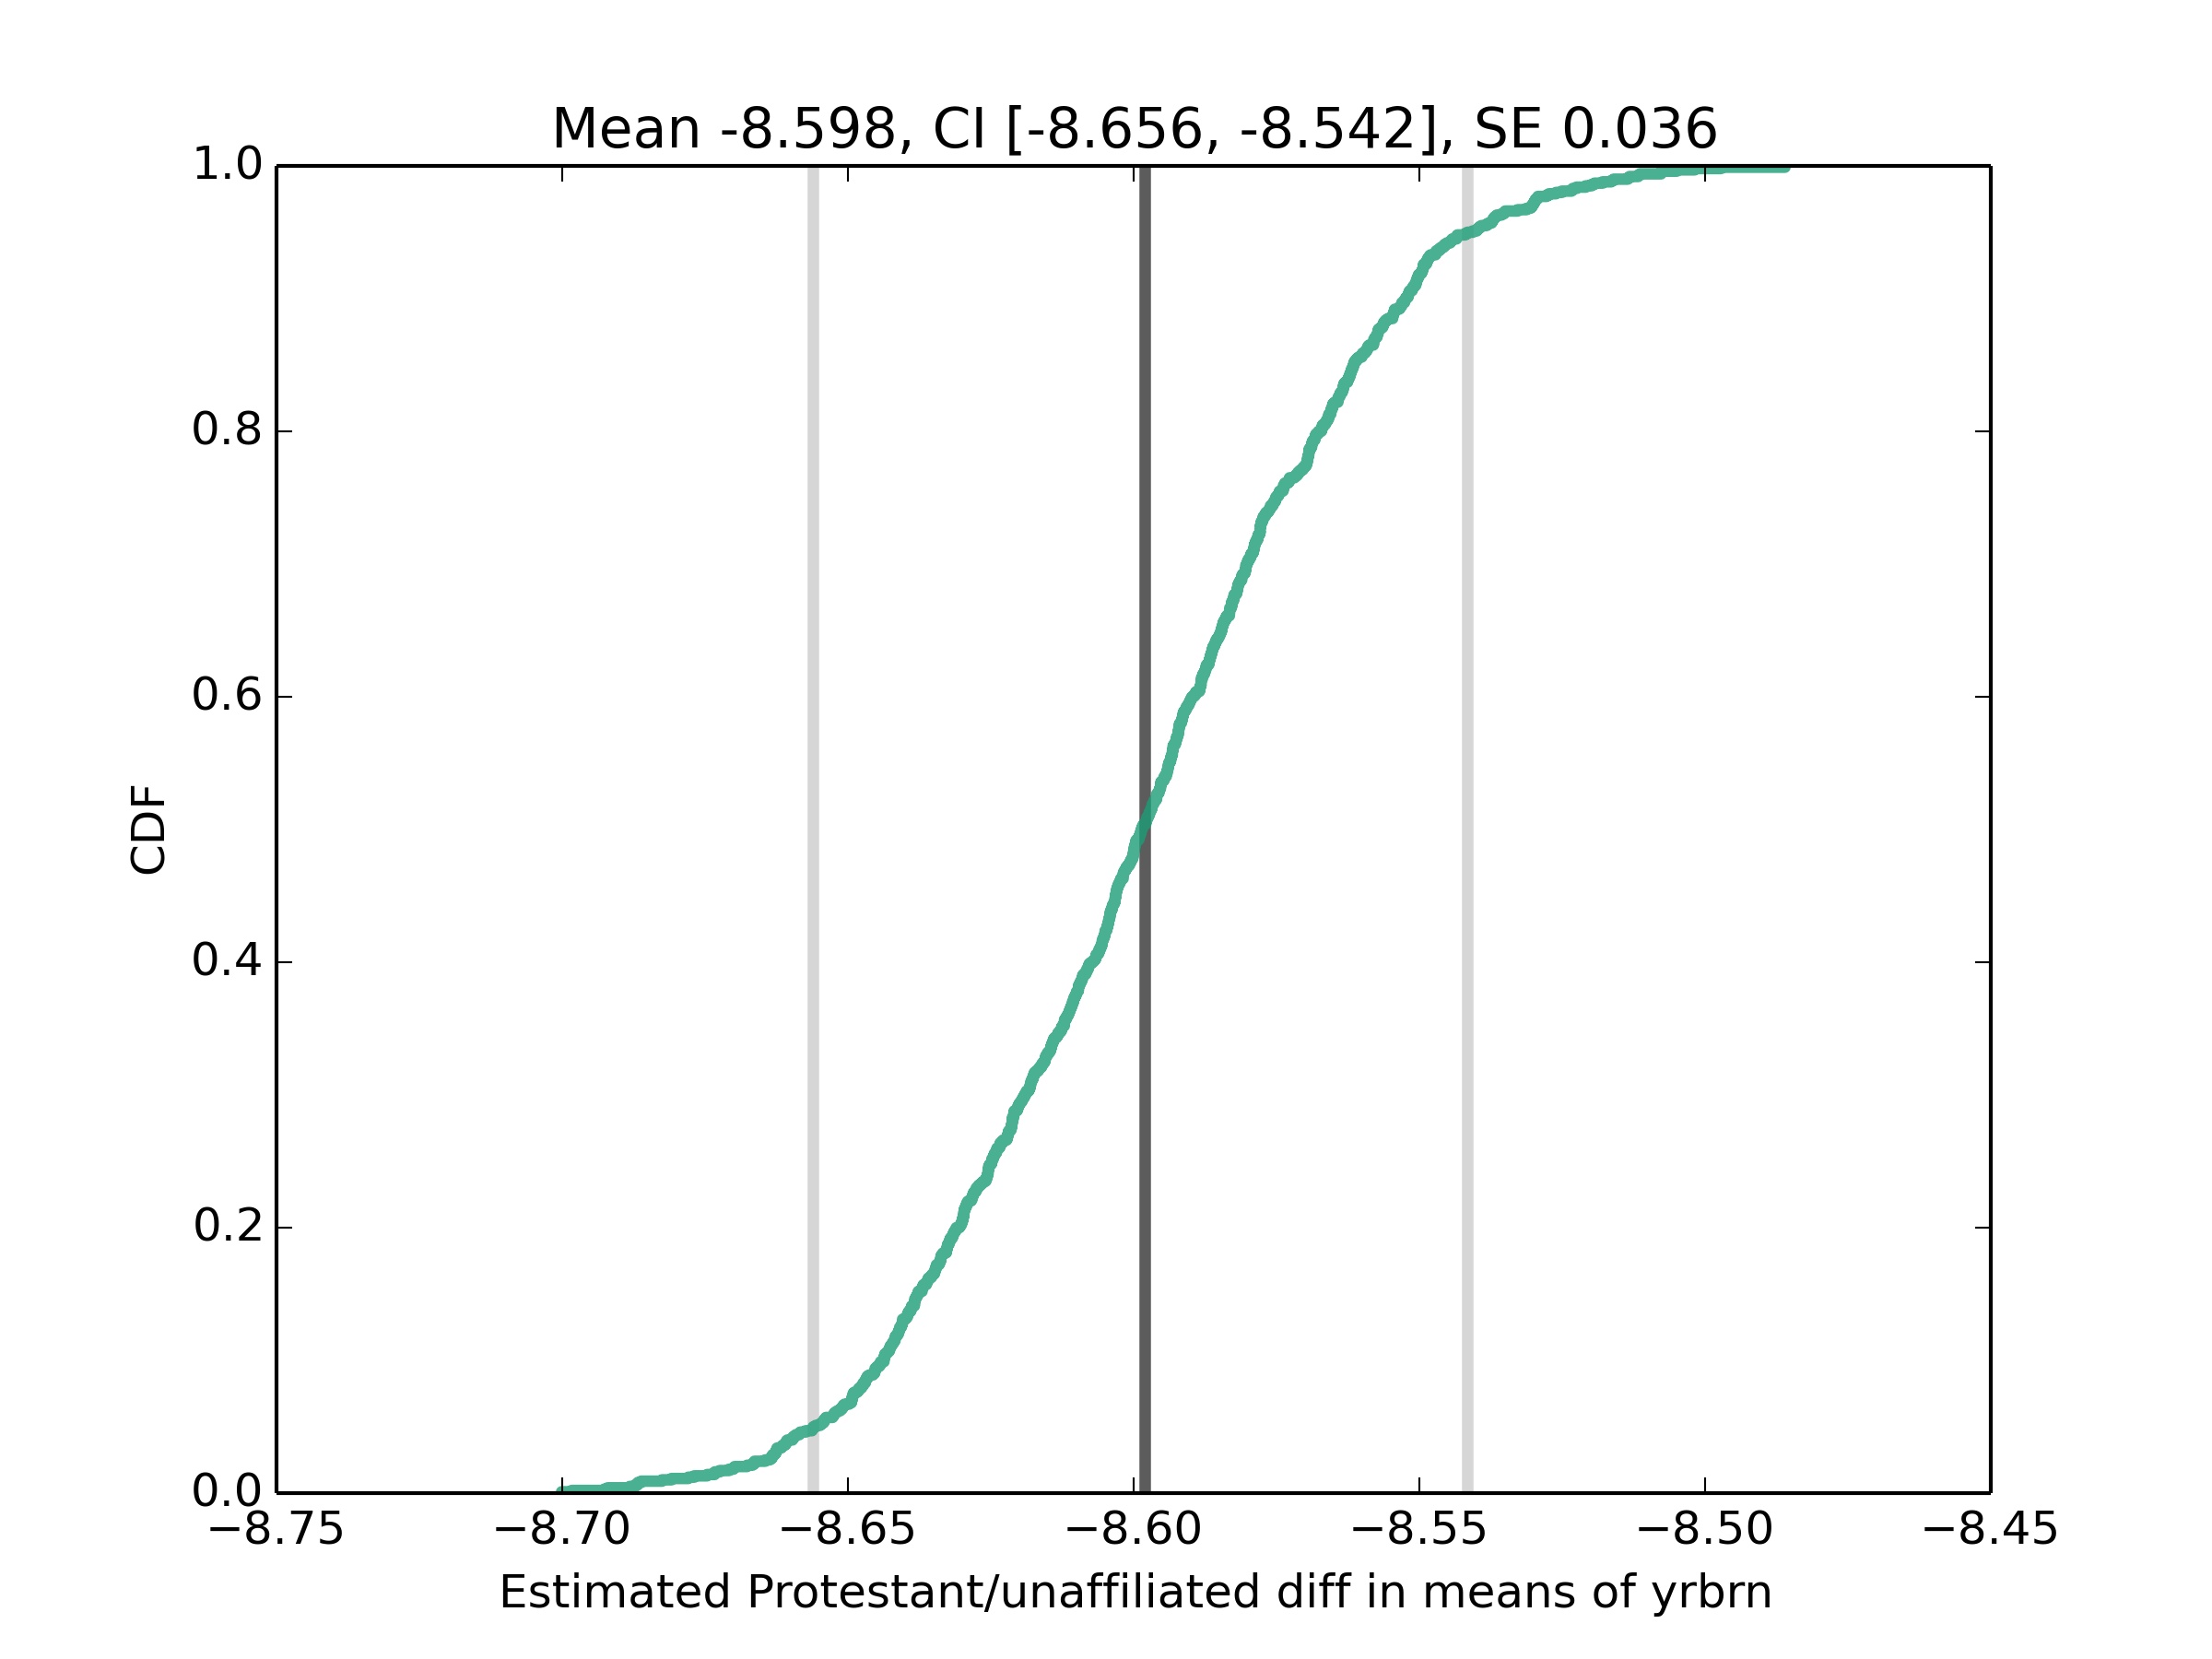 Mean -8.598, CI [-8.656, -8.542], SE 0.036
1.0
0.8
0.6
0.4
0.2
0.0
CDF
−8.75 −8.70 −8.65 −8.60 −8.55 −8.50 −8.45
Estimated Protestant/unaffiliated diff in means of yrbrn